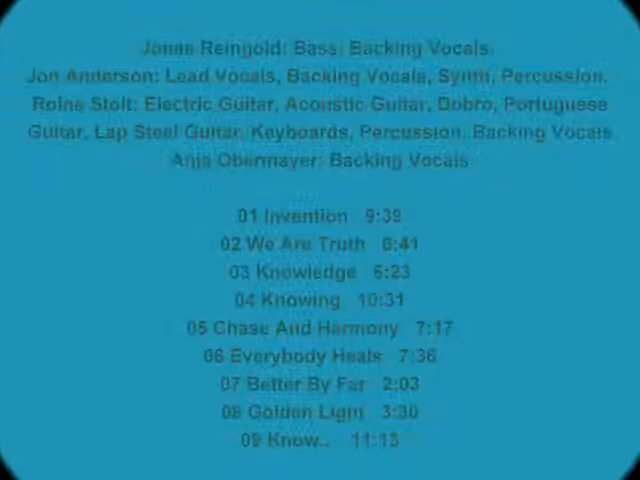 Jonas Reingold: Bass, Backing Vocals.
Jon Anderson: Lead Vocals, Backing Vocals, Synth, Percussion.
Roine Stolt: Electric Guitar, Acoustic Guitar, Dobro, Portuguese
Guitar, Lap Steel Guitar, Keyboards, Percussion, Backing Vocals
Anja Obermayer: Backing Vocals
01 Invention 9:39
02 We Are Truth 6:41
03 Knowledge 6:23
04 Knowing 10:31
05 Chase And Harmony 7:17
06 Everybody Heals 7:36
07 Better By Far 2:03
08 Golden Light 3:30
09 Know.. 11:13